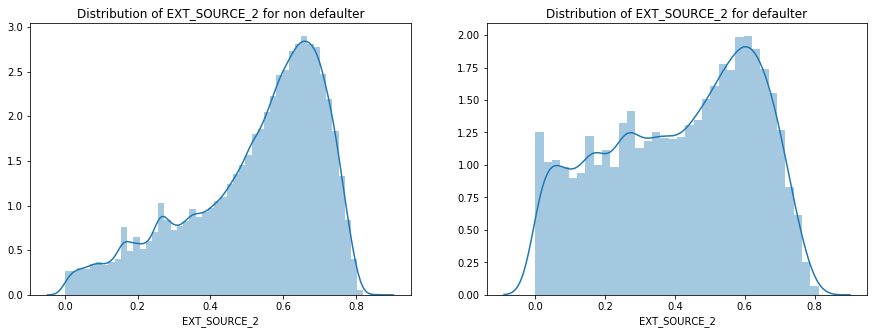 Distribution of EXT_SOURCE_2 for non defaulter
3.0
2.5
2.0
1.5
1.0
0.5
0.0
0.0 0.2 0.4 0.6 0.8
EXT_SOURCE_2
Distribution of EXT_SOURCE_2 for defaulter
2.00
1.75
1.50
1.25
1.00
0.75
0.50
0.25
0.00
0.0 0.2 0.4 0.6 0.8
EXT_SOURCE_2